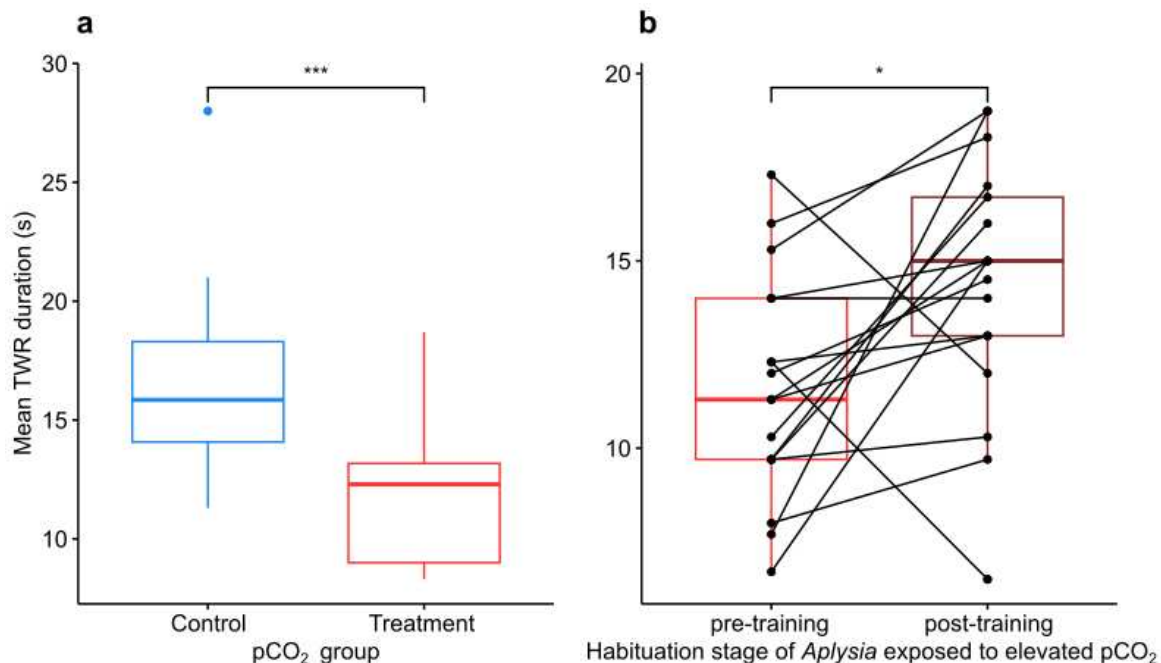 a
b
***
*
30
25
20
15
10
Mean TWR duration (s)
20
15
10
Control
Treatment
pCO₂ group
pre-training
post-training
Habituation stage of Aplysia exposed to elevated pCO₂